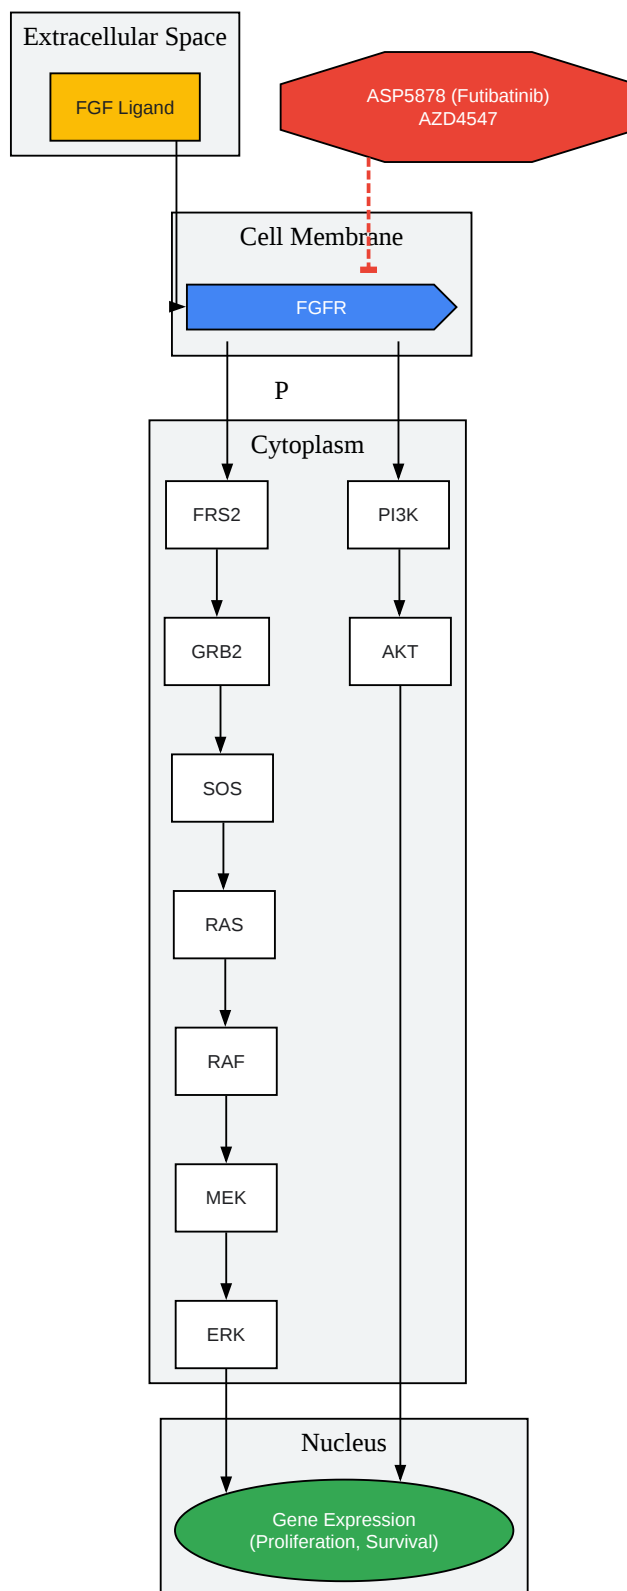 Extracellular Space
FGF Ligand
ASP5878 (Futibatinib)
AZD4547
Cell Membrane
FGFR
P
Cytoplasm
FRS2
PI3K
GRB2
AKT
SOS
RAS
RAF
MEK
ERK
Nucleus
Gene Expression
(Proliferation, Survival)